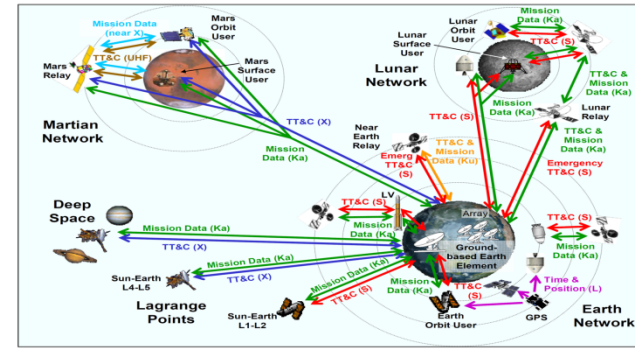 Mission Data
(near X)
Mars
Orbit
User
TT&C (UHF)
Mars
Relay
Mars
Surface
User
Martian
Network
TT&C (X)
Mission
Data (Ka)
Lunar
Orbit
User
Mission Data (Ka)
TT&C (S)
Lunar
Surface
User
Lunar
Network
Mission
Data (Ka)
TT&C &
Mission
Data (Ka)
TT&C (S)
Lunar
Relay
TT&C &
Mission
Data (Ka)
Emergency
TT&C (S)
Near
Earth
Relay
TT&C &
Mission
Data (Ku)
Emerg
TT&C
(S)
LV
TT&C (S)
Mission
Data (Ka)
Array
Ground-
based Earth
Element
TT&C (S)
Mission
Data (Ka)
Deep
Space
Mission Data (Ka)
TT&C (X)
Mission Data (Ka)
TT&C (X)
Sun-Earth
L4-L5
Lagrange
Points
Mission Data (Ka)
TT&C (S)
Sun-Earth
L1-L2
Mission
Data (Ka)
TT&C
(S)
Earth
Orbit User
Time &
Position (L)
GPS
Earth
Network